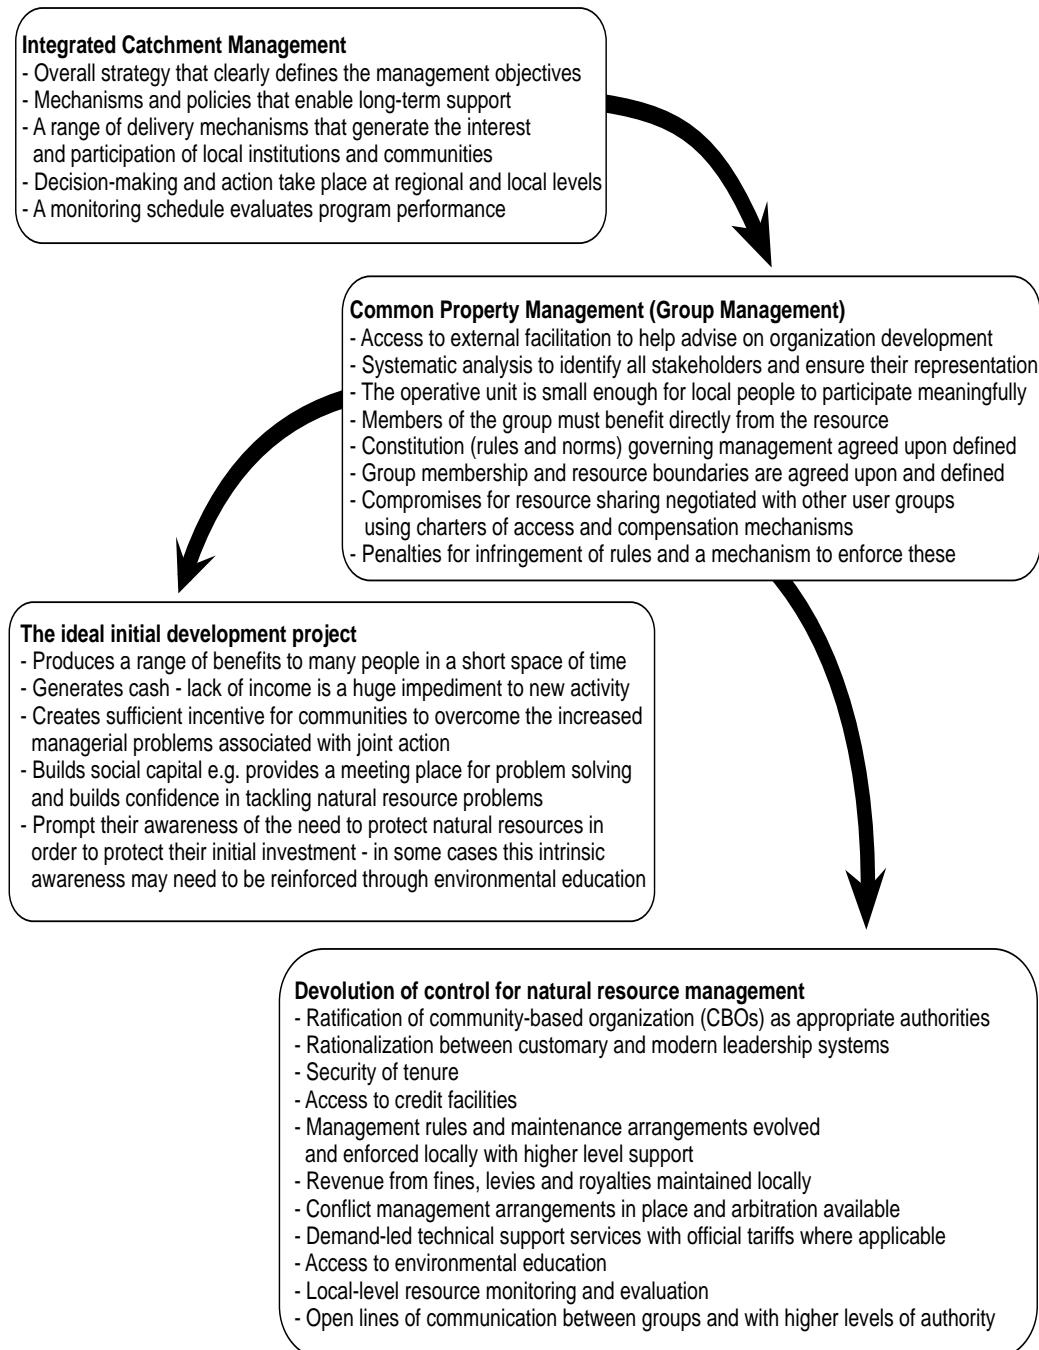 Integrated Catchment Management
- Overall strategy that clearly defines the management objectives
- Mechanisms and policies that enable long-term support
- A range of delivery mechanisms that generate the interest
and participation of local institutions and communities
- Decision-making and action take place at regional and local levels
- A monitoring schedule evaluates program performance
Common Property Management (Group Management)
- Access to external facilitation to help advise on organization development
- Systematic analysis to identify all stakeholders and ensure their representation
- The operative unit is small enough for local people to participate meaningfully
- Members of the group must benefit directly from the resource
- Constitution (rules and norms) governing management agreed upon defined
- Group membership and resource boundaries are agreed upon and defined
- Compromises for resource sharing negotiated with other user groups
using charters of access and compensation mechanisms
- Penalties for infringement of rules and a mechanism to enforce these
The ideal initial development project
- Produces a range of benefits to many people in a short space of time
- Generates cash - lack of income is a huge impediment to new activity
- Creates sufficient incentive for communities to overcome the increased
managerial problems associated with joint action
- Builds social capital e.g. provides a meeting place for problem solving
and builds confidence in tackling natural resource problems
- Prompt their awareness of the need to protect natural resources in
order to protect their initial investment - in some cases this intrinsic
awareness may need to be reinforced through environmental education
Devolution of control for natural resource management
- Ratification of community-based organization (CBOs) as appropriate authorities
- Rationalization between customary and modern leadership systems
- Security of tenure
- Access to credit facilities
- Management rules and maintenance arrangements evolved
and enforced locally with higher level support
- Revenue from fines, levies and royalties maintained locally
- Conflict management arrangements in place and arbitration available
- Demand-led technical support services with official tariffs where applicable
- Access to environmental education
- Local-level resource monitoring and evaluation
- Open lines of communication between groups and with higher levels of authority